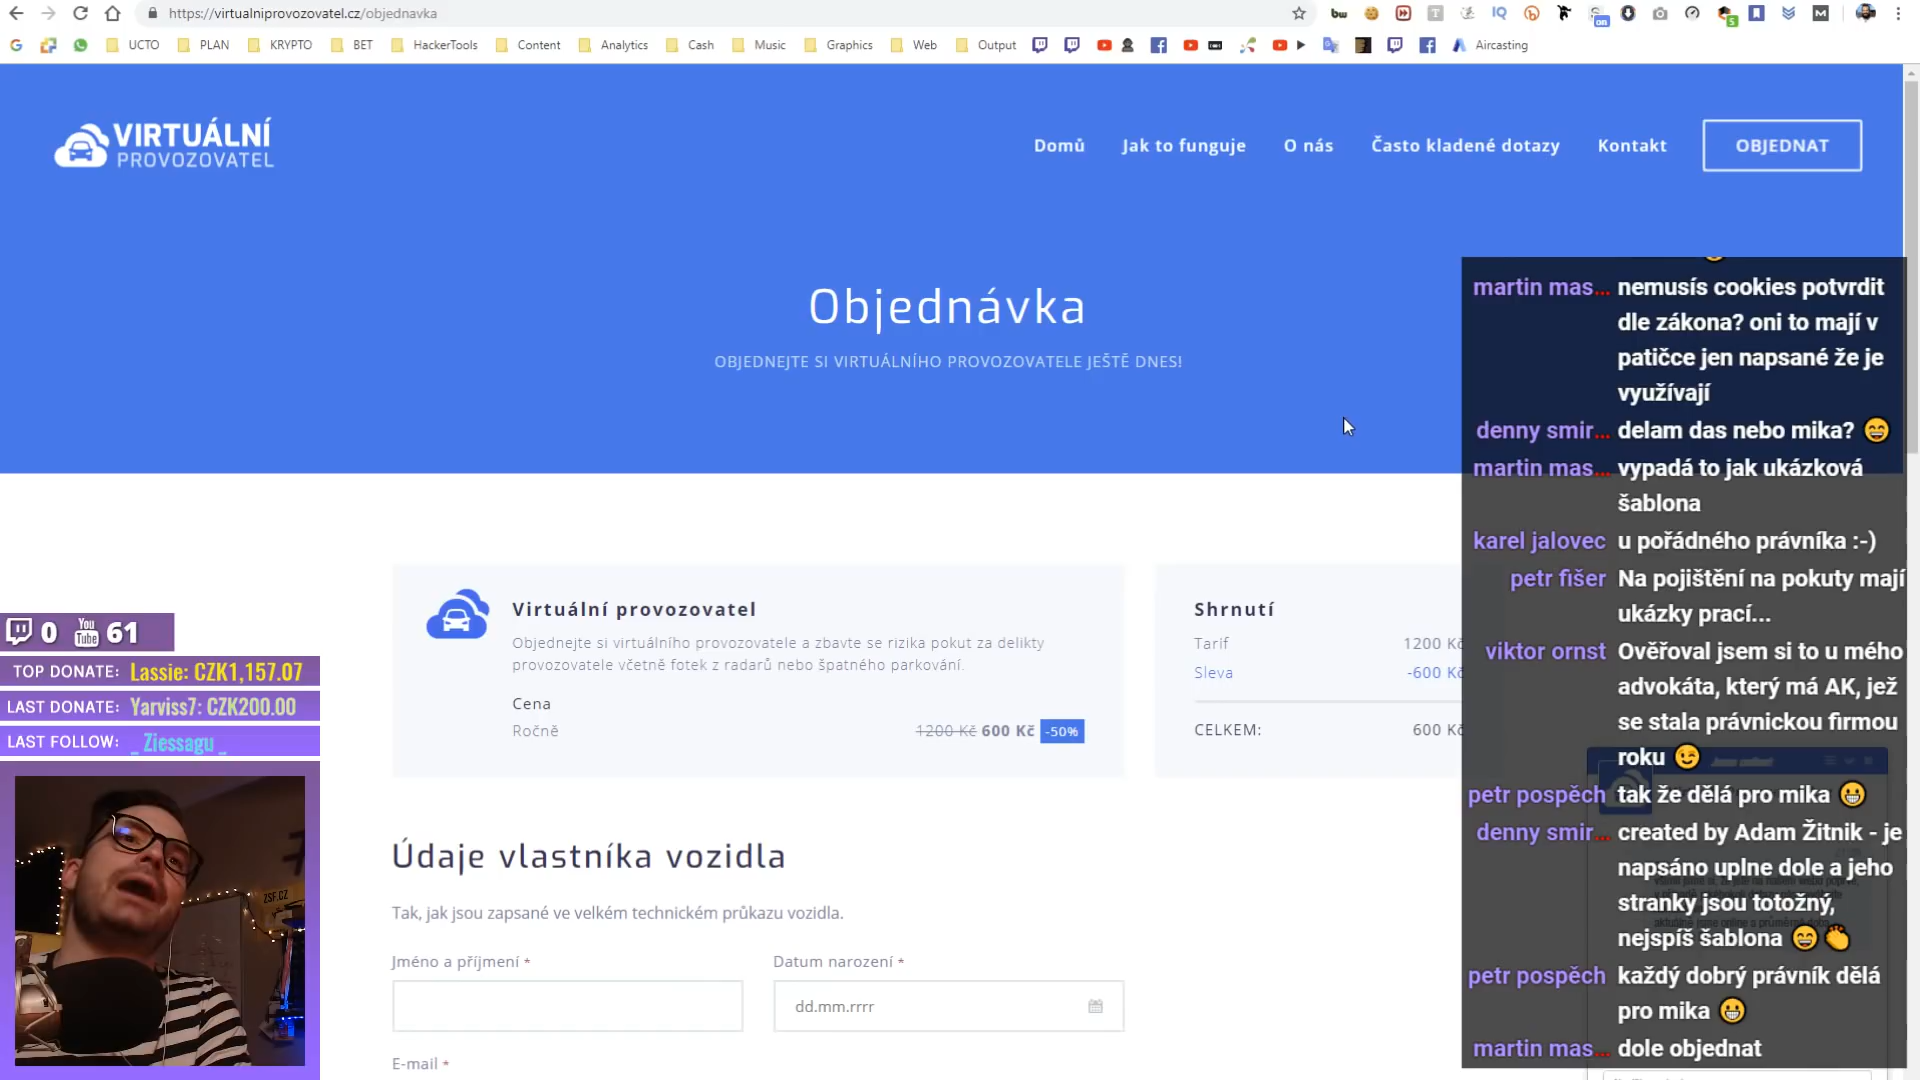 https://virtualniprovozovatel.cz/objednavka
UCTO
PLAN
KRYPTO
BET
HackerTools
Content
Analytics
Cash
Music
Graphics
Web
Output
Aircasting
VIRTUÁLNÍ
PROVOZOVATEL
Domů
Jak to funguje
O nás
Často kladené dotazy
Kontakt
OBJEDNAT
Objednávka
OBJEDNEJTE SI VIRTUÁLNÍHO PROVOZOVATELE JEŠTĚ DNES!
Virtuální provozovatel
Objednejte si virtuálního provozovatele a zbavte se rizika pokut za delikty
provozovatele včetně fotek z radarů nebo špatného parkování.
Cena
Ročně
1200 Kč 600 Kč -50%
Shrnutí
Tarif 1200 Kč
Sleva -600 Kč
CELKEM: 600 Kč
Údaje vlastníka vozidla
Tak, jak jsou zapsané ve velkém technickém průkazu vozidla.
Jméno a příjmení *
Datum narození *
dd.mm.rrrr
E-mail *
martin mas... nemusís cookies potvrdit
dle zákona? oni to mají v
patičce jen napsané že je
využívají
denny smir... delam das nebo mika?
martin mas... vypadá to jak ukázková
šablona
karel jalovec u pořádného právníka :-)
petr fišer Na pojištění na pokuty mají
ukázky prací...
viktor ornst Ověřoval jsem si to u mého
advokáta, který má AK, jež
se stala právnickou firmou
roku
petr pospěch tak že dělá pro mika
denny smir... created by Adam Žitnik - je
napsáno uplne dole a jeho
stranky jsou totožný,
nejspíš šablona
petr pospěch každý dobrý právník dělá
pro mika
martin mas... dole objednat
0 You Tube 61
TOP DONATE: Lassie: CZK1,157.07
LAST DONATE: Yarviss7: CZK200.00
LAST FOLLOW: _ Ziessagu _
ZSF.CZ